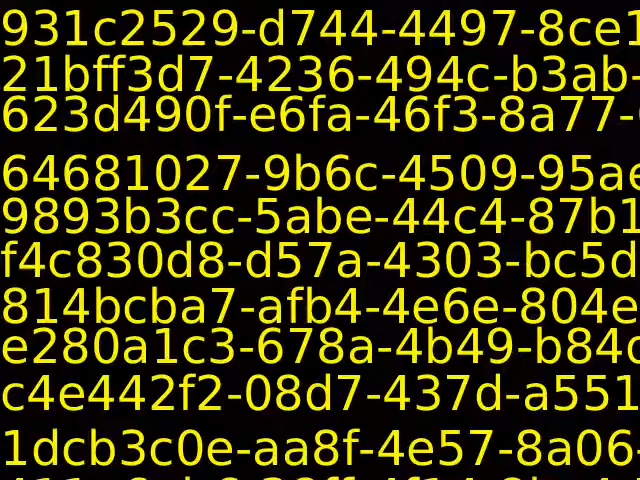 931c2529-d744-4497-8ce1
21bff3d7-4236-494c-b3ab-
623d490f-e6fa-46f3-8a77-
64681027-9b6c-4509-95ae
9893b3cc-5abe-44c4-87b1
f4c830d8-d57a-4303-bc5d
814bcba7-afb4-4e6e-804e
e280a1c3-678a-4b49-b84c
c4e442f2-08d7-437d-a551
1dcb3c0e-aa8f-4e57-8a06-